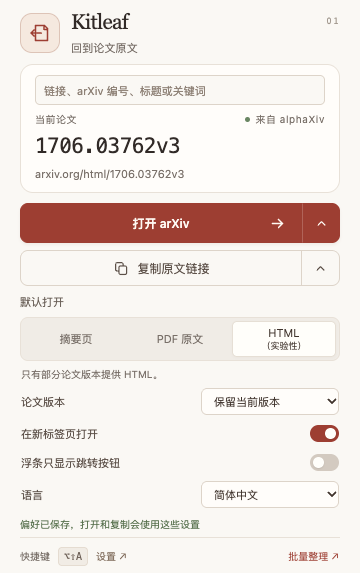 Kitleaf
01
回到论文原文
链接、arXiv 编号、标题或关键词
当前论文
来自 alphaXiv
1706.03762v3
arxiv.org/html/1706.03762v3
打开 arXiv →
复制原文链接
默认打开
摘要页
PDF 原文
HTML
(实验性)
只有部分论文版本提供 HTML。
论文版本
保留当前版本
在新标签页打开
浮条只显示跳转按钮
语言
简体中文
偏好已保存，打开和复制会使用这些设置
快捷键
⌥⇧A
设置 ↗
批量整理 ↗